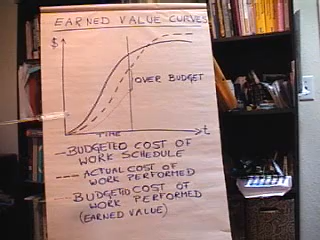 EARNED VALUE CURVES
$
OVER BUDGET
t
TIME
BUDGETED COST OF
WORK SCHEDULE
ACTUAL COST OF
WORK PERFORMED
BUDGETED COST OF
WORK PERFORMED
(EARNED VALUE)